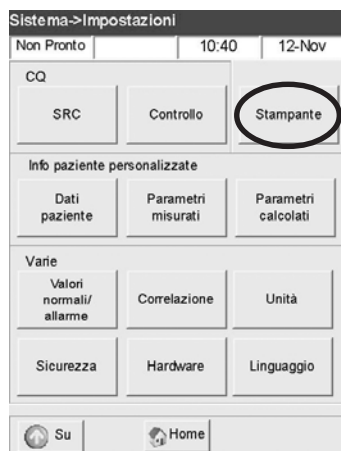 Sistema->Impostazioni
Non Pronto 10:40 12-Nov
CQ
SRC Controllo Stampante
Info paziente personalizzate
Dati paziente
Parametri misurati
Parametri calcolati
Varie
Valori normali/ allarme
Correlazione
Unità
Sicurezza Hardware Linguaggio
Su Home